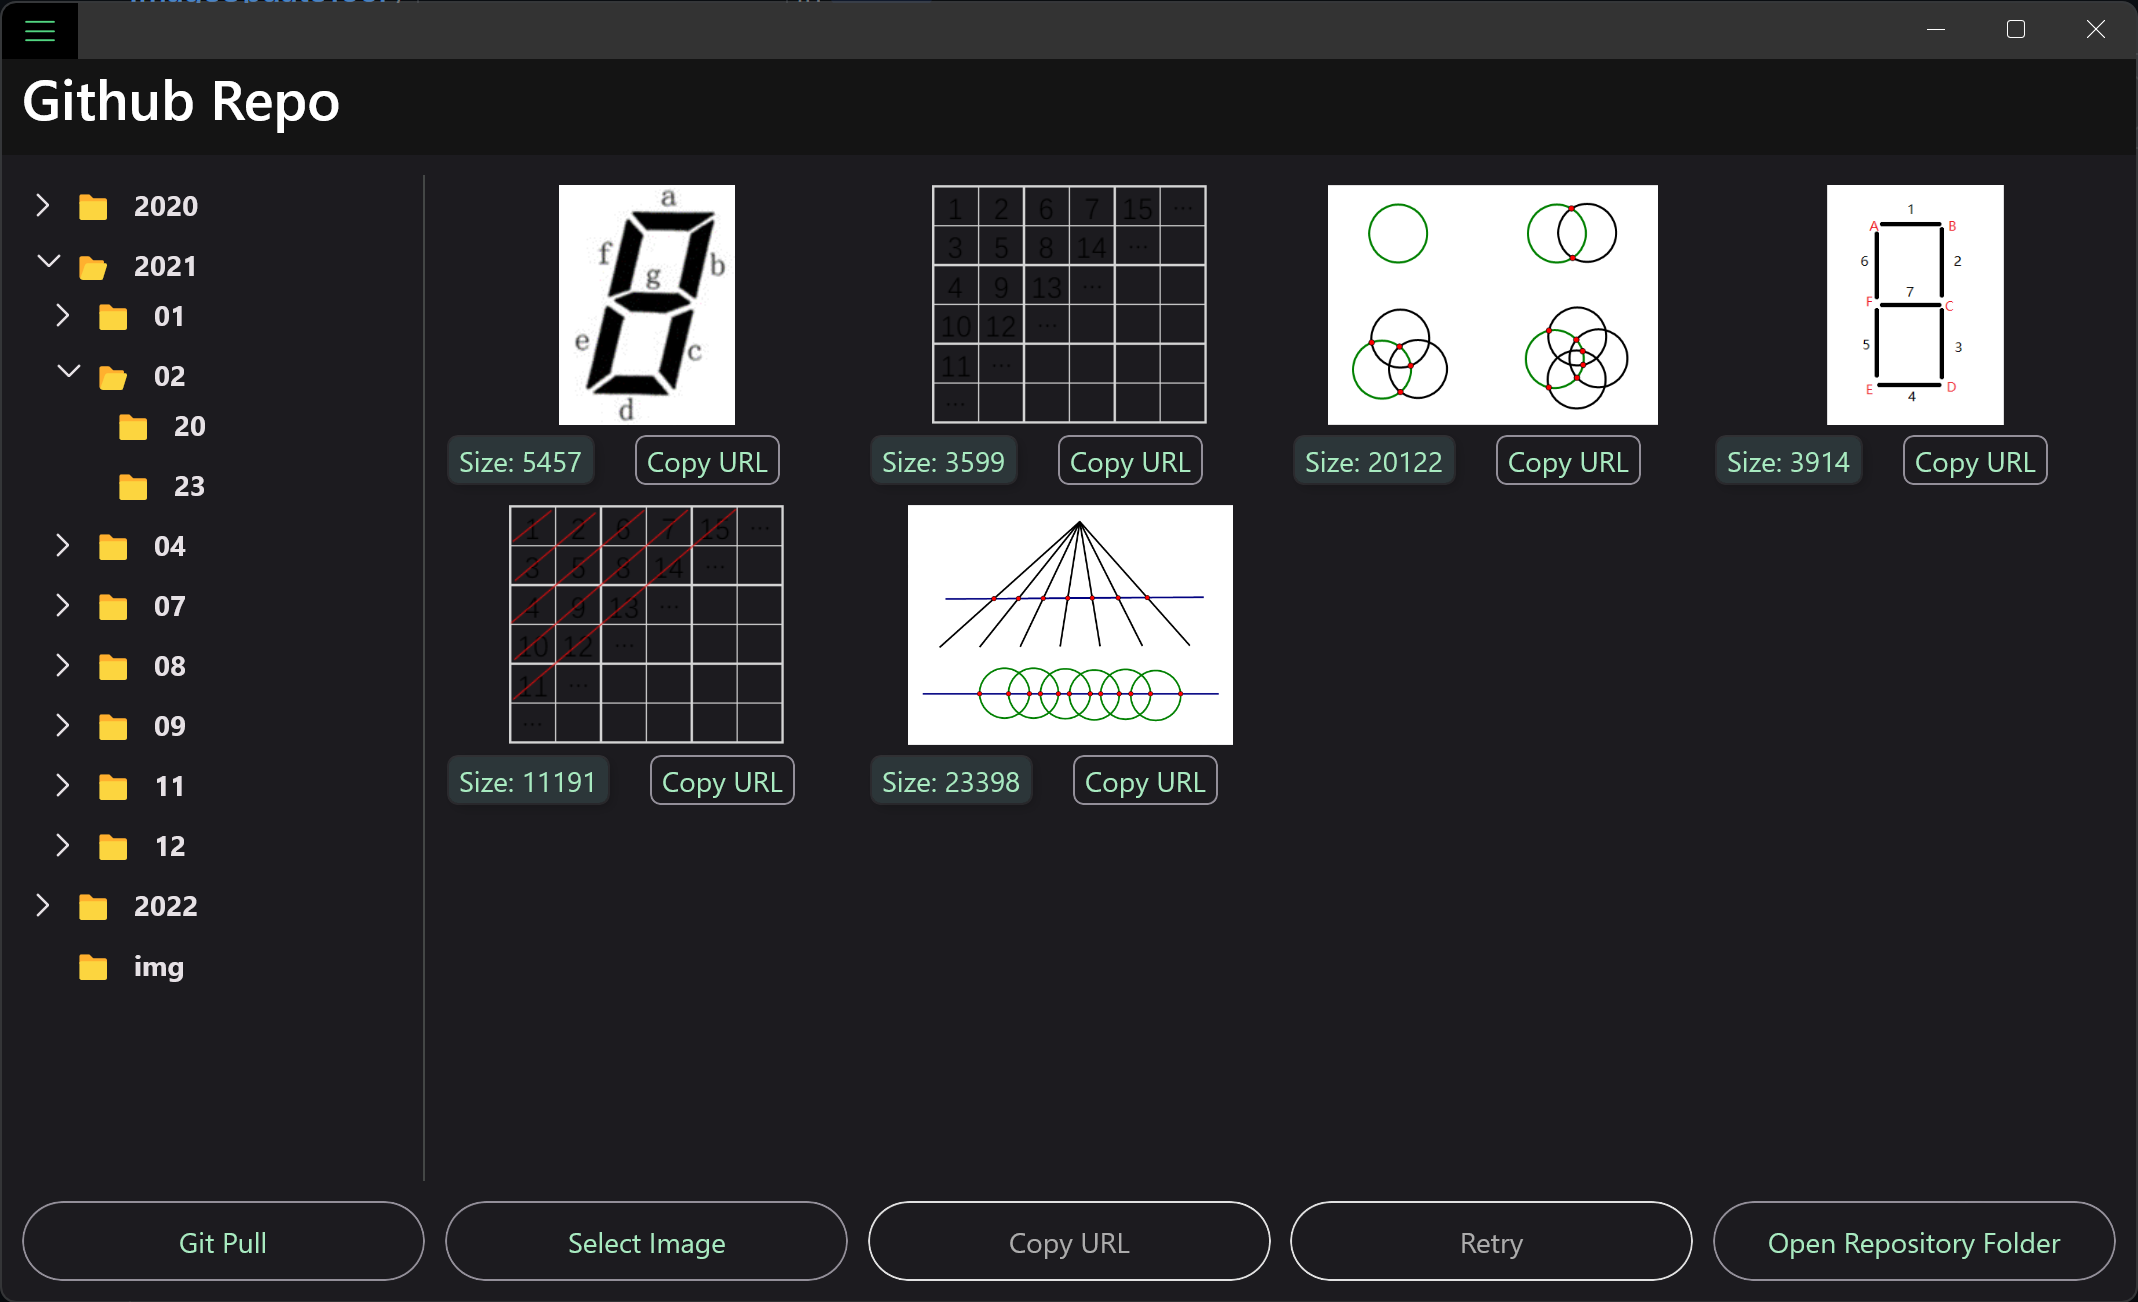 Github Repo
2020
2021
01
02
20
23
04
07
08
09
11
12
2022
img
a
f
b
g
e
c
d
Size: 5457
Copy URL
1 2 6 7 15 ...
3 5 8 14 ...
4 9 13 ...
10 12 ...
11 ...
...
Size: 3599
Copy URL
Size: 20122
Copy URL
1
A B
6 2
7
F C
5 3
E D
4
Size: 3914
Copy URL
1 2 6 7 15 ...
3 5 8 14 ...
4 9 13 ...
10 12 ...
11 ...
...
Size: 11191
Copy URL
Size: 23398
Copy URL
Git Pull
Select Image
Copy URL
Retry
Open Repository Folder